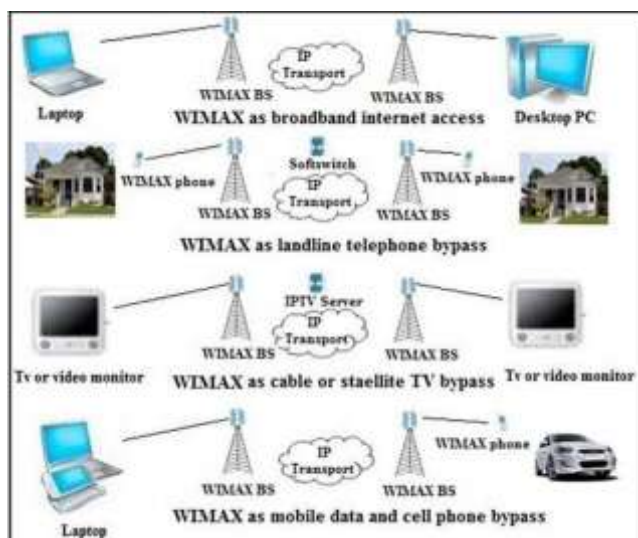 IP
Transport
Laptop
WIMAX BS
WIMAX BS
Desktop PC
WIMAX as broadband internet access
Softswitch
WIMAX phone
IP
Transport
WIMAX phone
WIMAX BS
WIMAX BS
WIMAX as landline telephone bypass
IPTV Server
IP
Transport
WIMAX BS
WIMAX BS
Tv or video monitor
WIMAX as cable or staellite TV bypass
Tv or video monitor
IP
Transport
WIMAX phone
WIMAX BS
WIMAX BS
Laptop
WIMAX as mobile data and cell phone bypass